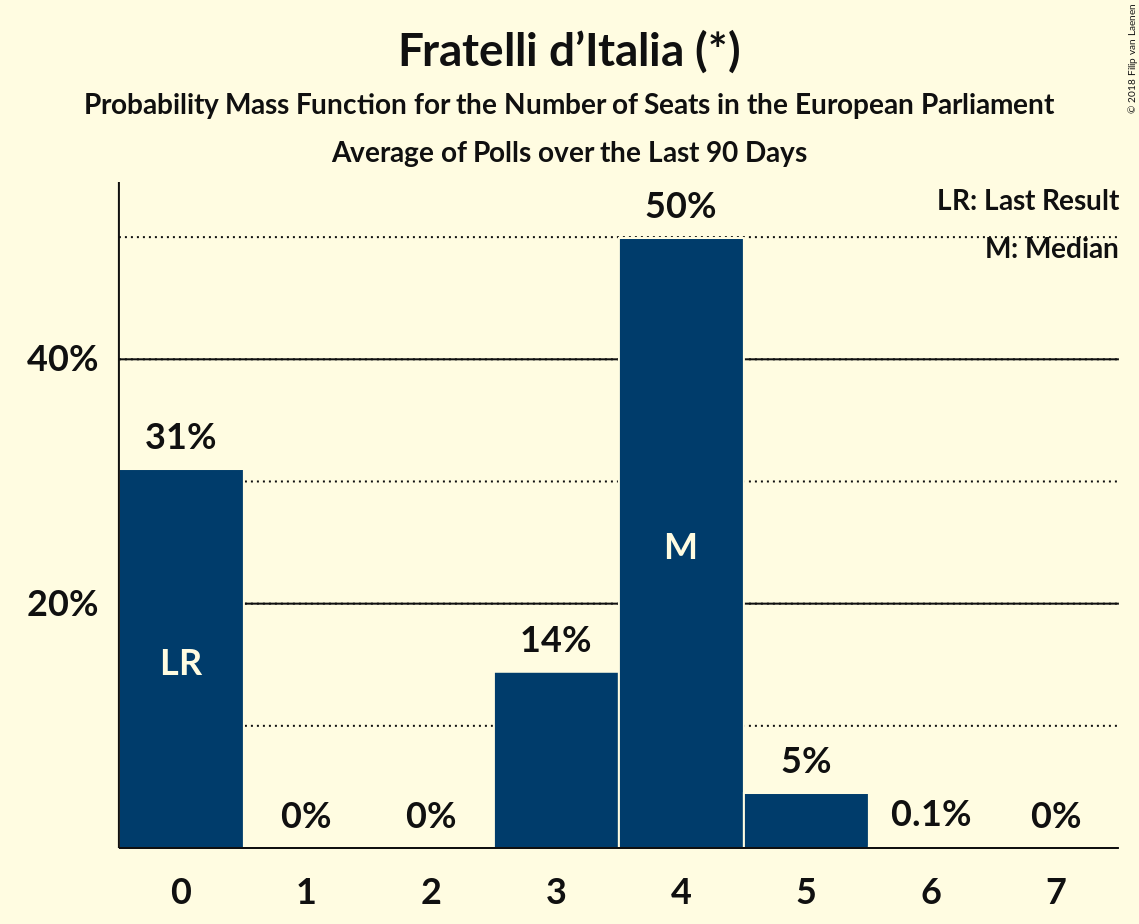 Fratelli d’Italia (*)
Probability Mass Function for the Number of Seats in the European Parliament
Average of Polls over the Last 90 Days
© 2018 Filip van Laenen
LR: Last Result
M: Median
50%
40%
31%
M
20%
14%
LR
5%
0%
0%
0.1%
0%
0 1 2 3 4 5 6 7